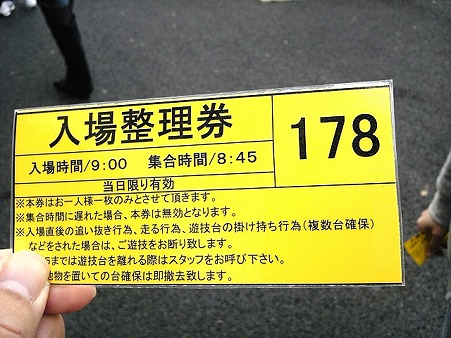 入場整理券
178
入場時間/9:00 集合時間/8:45
当日限り有効
※本券はお一人様一枚のみとさせて頂きます。
※集合時間に遅れた場合、本券は無効となります。
※入場直後の追い抜き行為、走る行為、遊技台の掛け持ち行為(複数台確保)
などをされた場合は、ご遊技をお断り致します。
までは遊技台を離れる際はスタッフをお呼び下さい。
物を置いての台確保は即撤去致します。